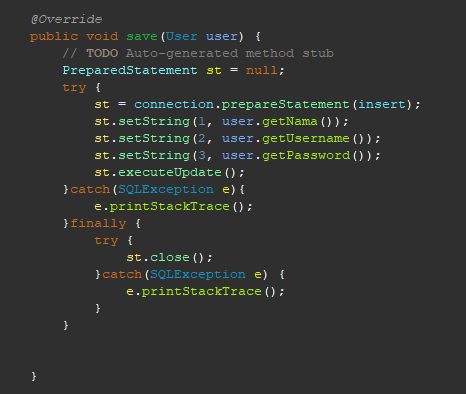 @Override
public void save(User user) {
    // TODO Auto-generated method stub
    PreparedStatement st = null;
    try {
        st = connection.prepareStatement(insert);
        st.setString(1, user.getNama());
        st.setString(2, user.getUsername());
        st.setString(3, user.getPassword());
        st.executeUpdate();
    }catch(SQLException e){
        e.printStackTrace();
    }finally {
        try {
            st.close();
        }catch(SQLException e) {
            e.printStackTrace();
        }
    }
}